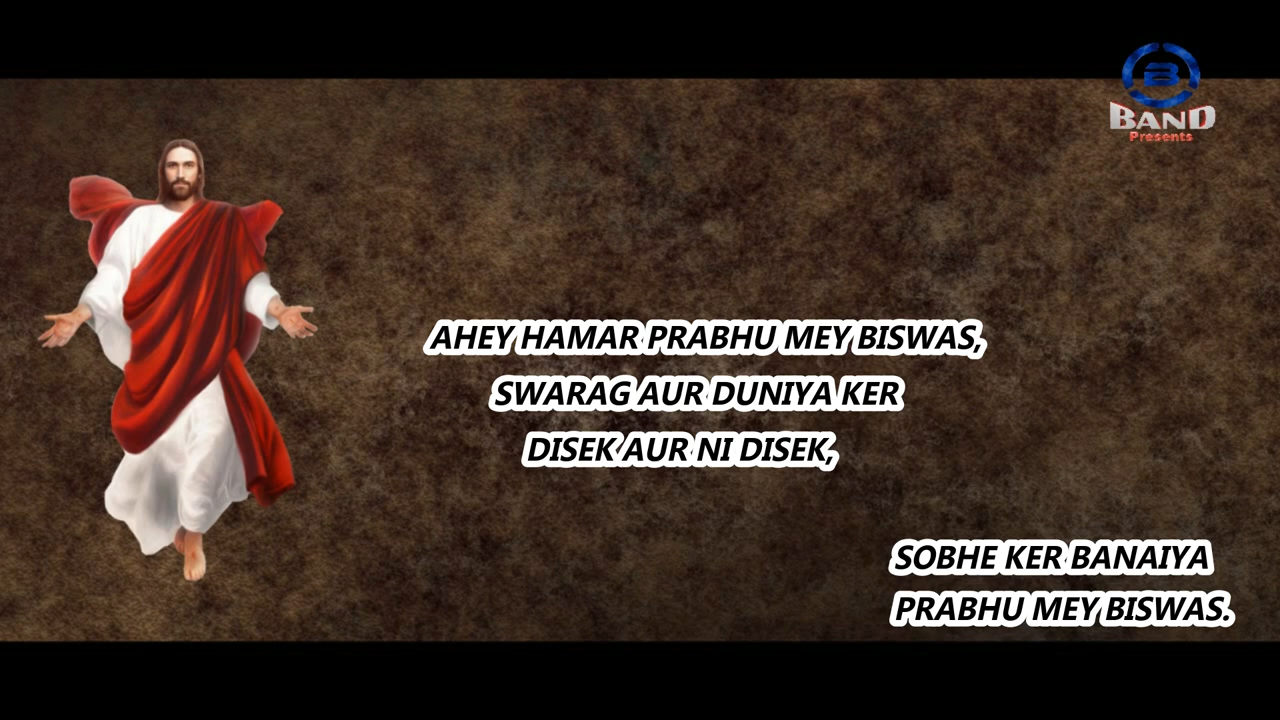 B
BAND
Presents
AHEY HAMAR PRABHU MEY BISWAS,
SWARAG AUR DUNIYA KER
DISEK AUR NI DISEK,
SOBHE KER BANAIYA
PRABHU MEY BISWAS.